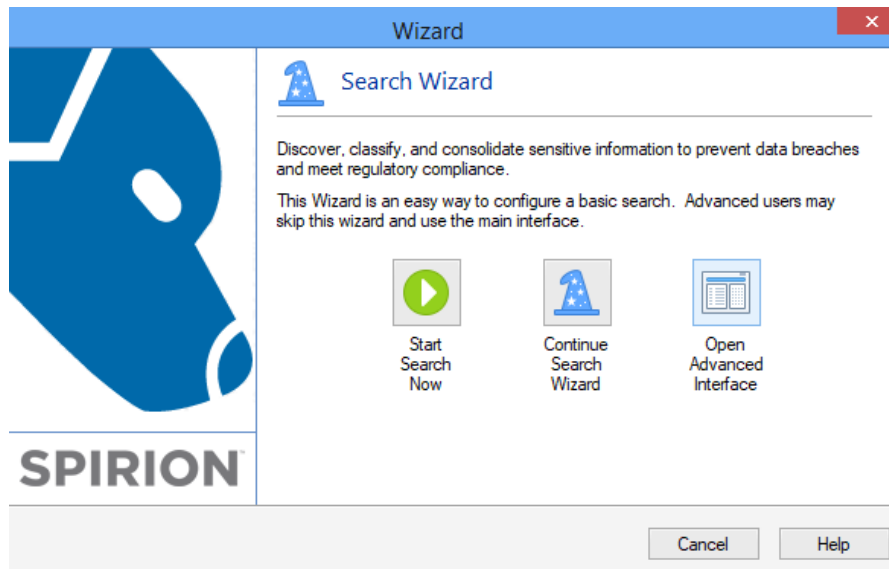 Wizard
Search Wizard
Discover, classify, and consolidate sensitive information to prevent data breaches
and meet regulatory compliance.
This Wizard is an easy way to configure a basic search.  Advanced users may
skip this wizard and use the main interface.
Start
Search
Now
Continue
Search
Wizard
Open
Advanced
Interface
SPIRION™
Cancel
Help